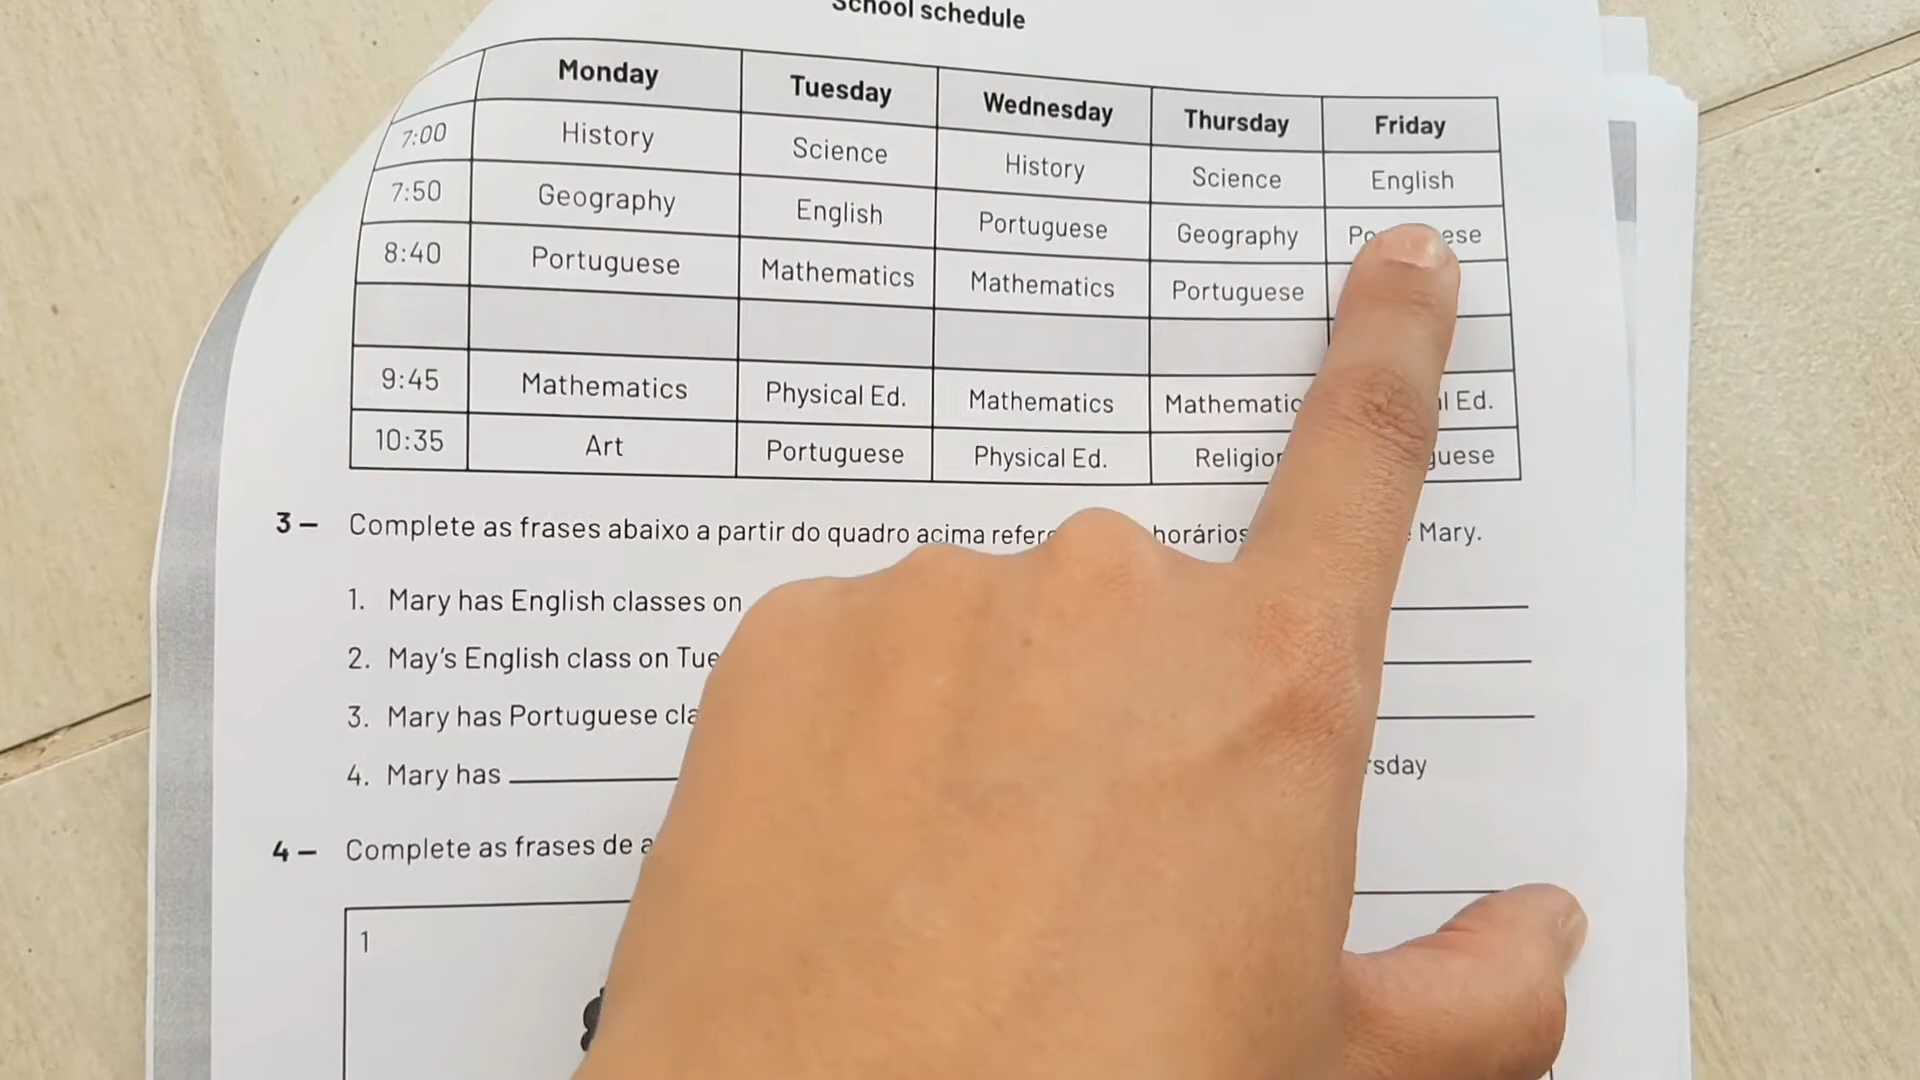 School schedule
Monday Tuesday Wednesday Thursday Friday
7:00 History Science History Science English
7:50 Geography English Portuguese Geography
8:40 Portuguese Mathematics Mathematics Portuguese
9:45 Mathematics Physical Ed. Mathematics Ed.
10:35 Art Portuguese Physical Ed.
3 – Complete as frases abaixo a partir do quadro acima horários Mary.
1. Mary has English classes on
2. May's English class on
3. Mary has Portuguese
4. Mary has
4 – Complete as frases de
1